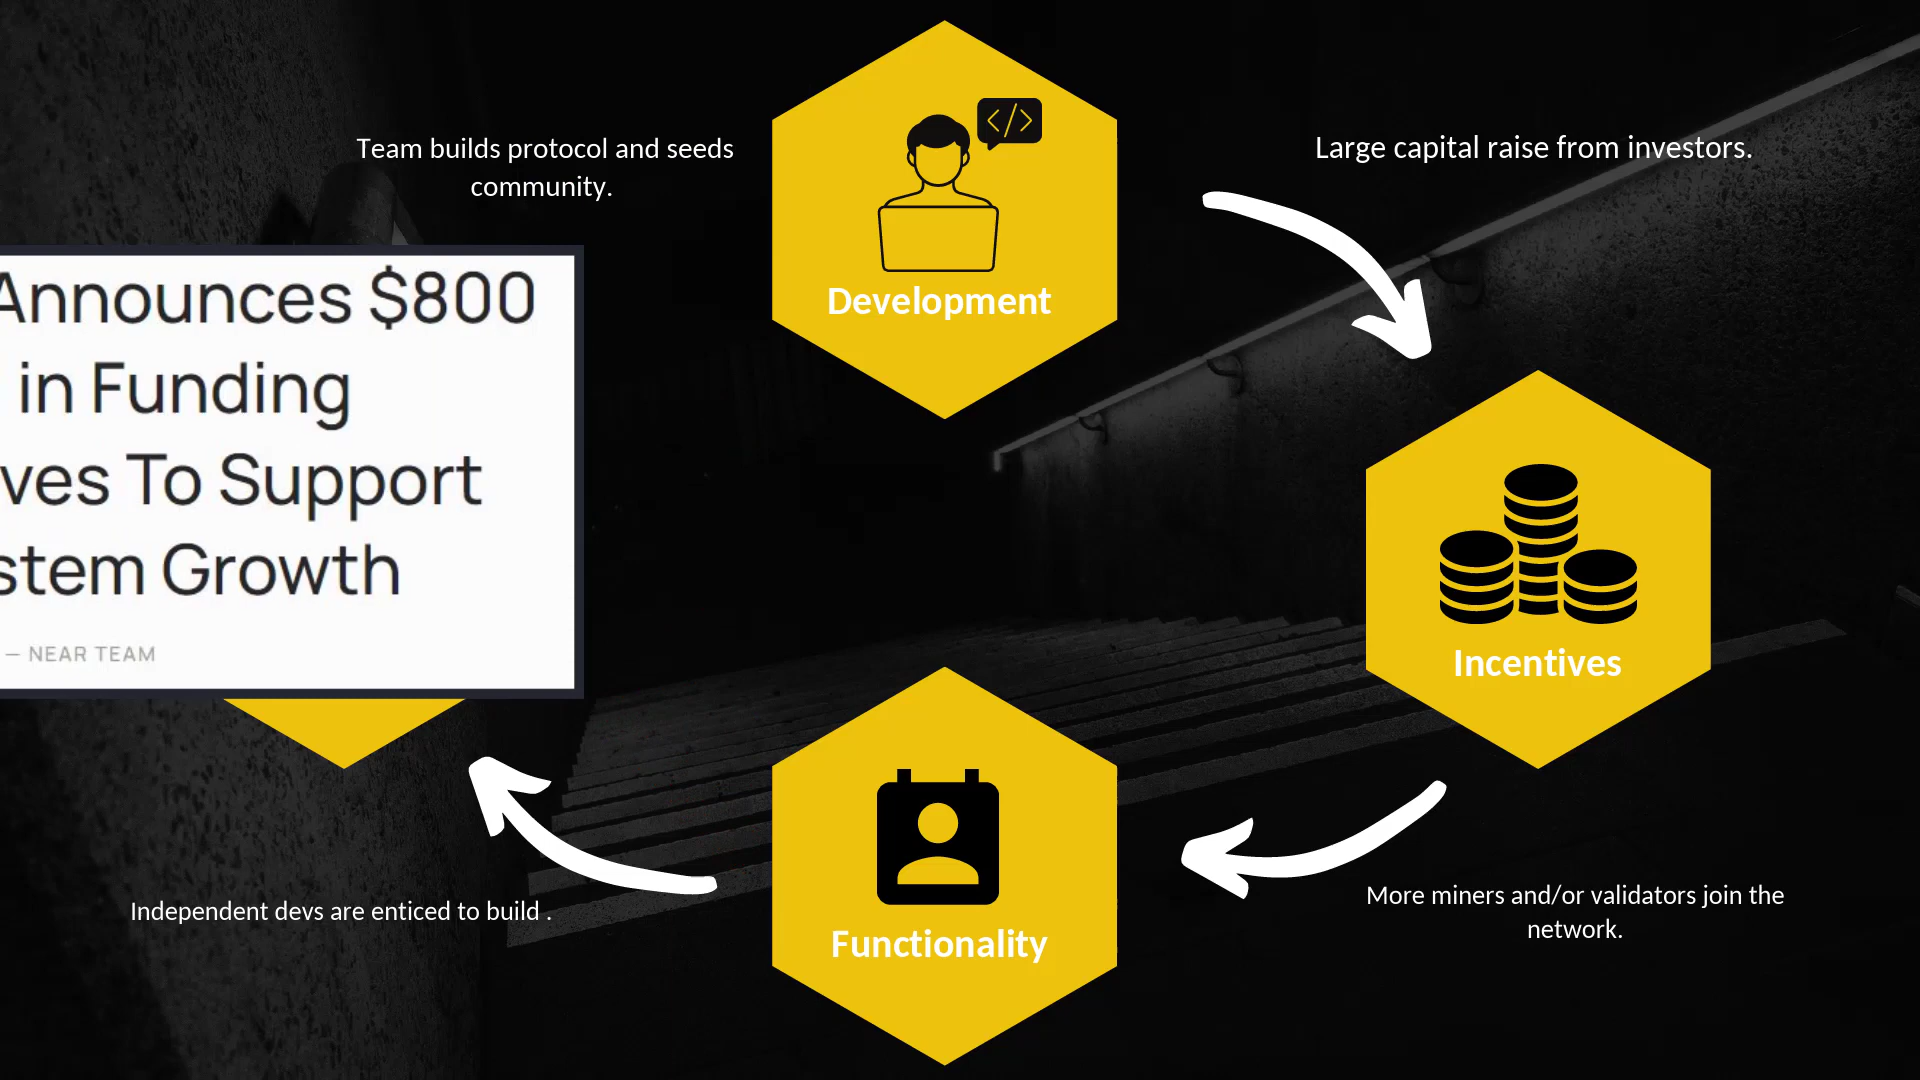 Team builds protocol and seeds
community.
Large capital raise from investors.
</>
Development
Announces $800
in Funding
ves To Support
stem Growth
— NEAR TEAM
Incentives
Functionality
Independent devs are enticed to build .
More miners and/or validators join the
network.